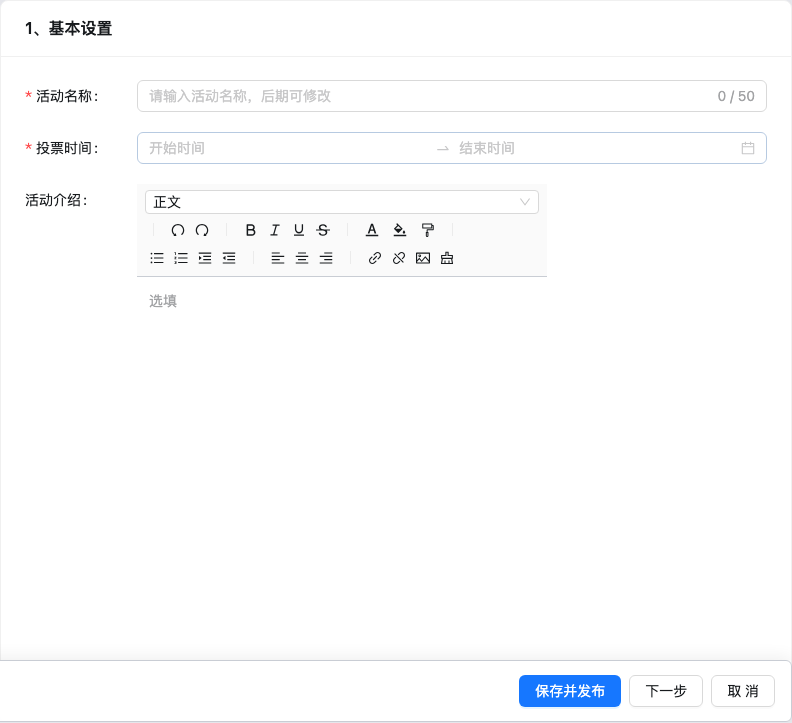 1、基本设置
* 活动名称：
请输入活动名称，后期可修改
0 / 50
* 投票时间：
开始时间
结束时间
活动介绍：
正文
选填
保存并发布
下一步
取 消